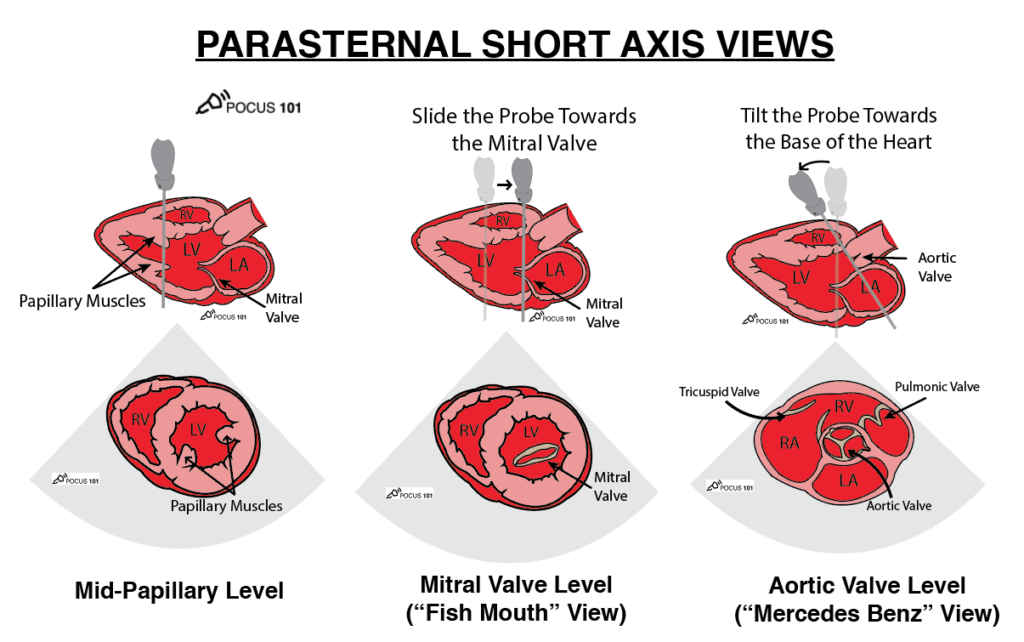 PARASTERNAL SHORT AXIS VIEWS
POCUS 101
Slide the Probe Towards
the Mitral Valve
Tilt the Probe Towards
the Base of the Heart
RV
LV
LA
Papillary Muscles
Mitral
Valve
POCUS 101
RV
LV
LA
Mitral
Valve
POCUS 101
RV
LV
LA
Aortic
Valve
POCUS 101
RV
LV
Papillary Muscles
POCUS 101
RV
LV
Mitral
Valve
POCUS 101
Tricuspid Valve
Pulmonic Valve
RV
RA
LA
Aortic Valve
POCUS 101
Mid-Papillary Level
Mitral Valve Level
(“Fish Mouth” View)
Aortic Valve Level
(“Mercedes Benz” View)